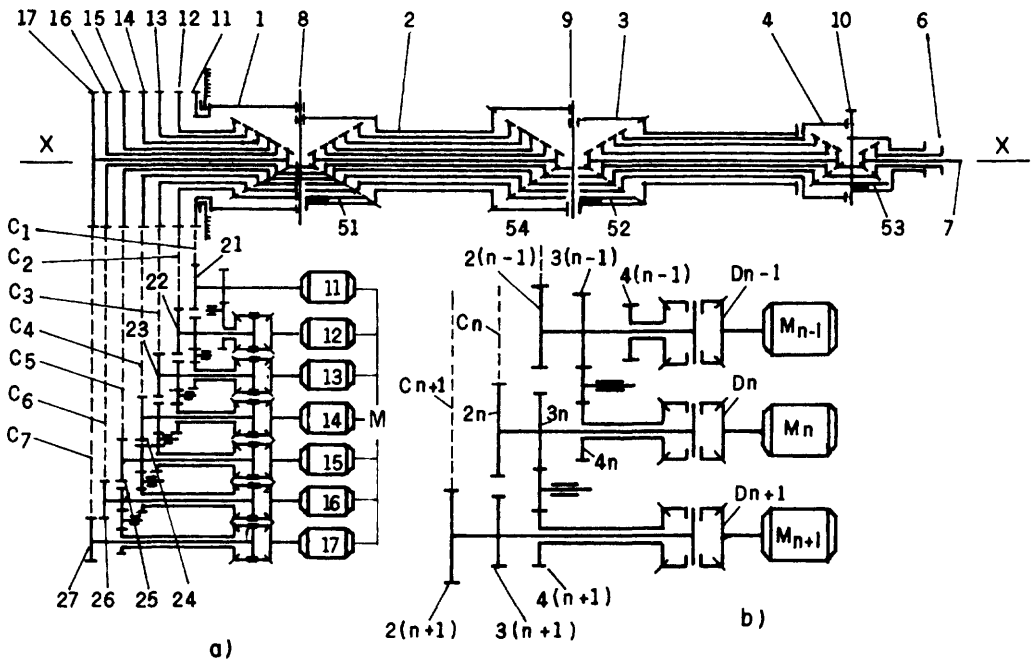 17 16 15 14 13 12 11 1 8 2 9 3 4 10 6
X X
51 54 52 53 7
C1
C2
C3
C4
C5
C6
C7
21
22
23
11
12
13
14
M
15
16
17
27 26 25 24
a)
2(n-1) 3(n-1) 4(n-1) Dn-1
Cn
Mn-1
Cn+1
2n 3n Dn
Mn
4n
Dn+1
Mn+1
4(n+1)
2(n+1) 3(n+1)
b)